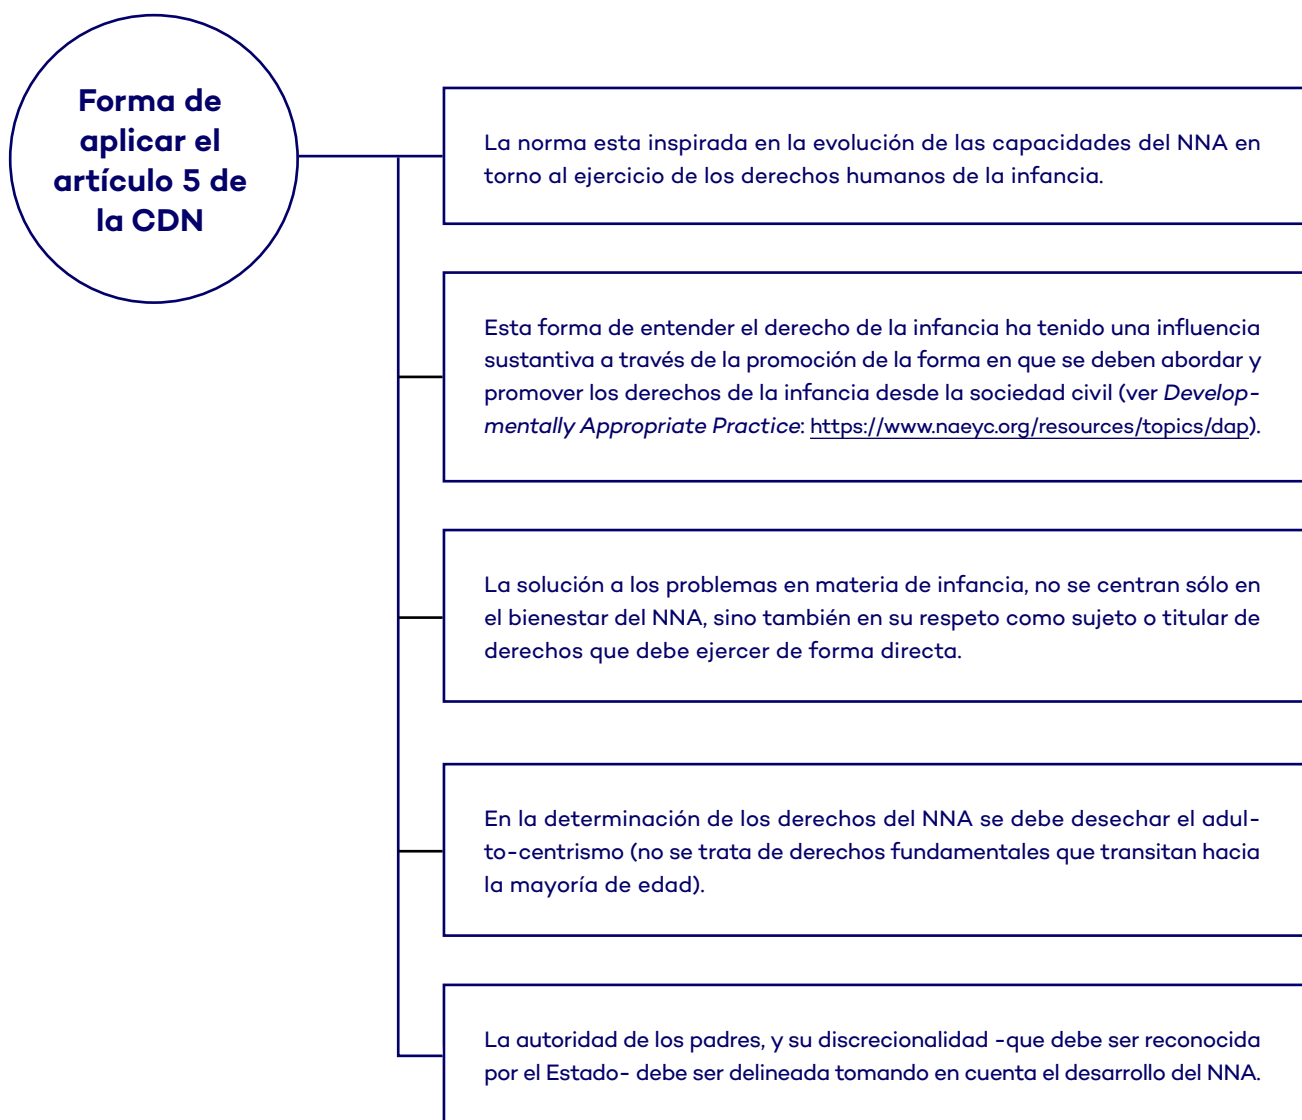 Forma de
aplicar el
artículo 5 de
la CDN
La norma esta inspirada en la evolución de las capacidades del NNA en
torno al ejercicio de los derechos humanos de la infancia.
Esta forma de entender el derecho de la infancia ha tenido una influencia
sustantiva a través de la promoción de la forma en que se deben abordar y
promover los derechos de la infancia desde la sociedad civil (ver Develop-
mentally Appropriate Practice: https://www.naeyc.org/resources/topics/dap).
La solución a los problemas en materia de infancia, no se centran sólo en
el bienestar del NNA, sino también en su respeto como sujeto o titular de
derechos que debe ejercer de forma directa.
En la determinación de los derechos del NNA se debe desechar el adul-
to-centrismo (no se trata de derechos fundamentales que transitan hacia
la mayoría de edad).
La autoridad de los padres, y su discrecionalidad -que debe ser reconocida
por el Estado- debe ser delineada tomando en cuenta el desarrollo del NNA.